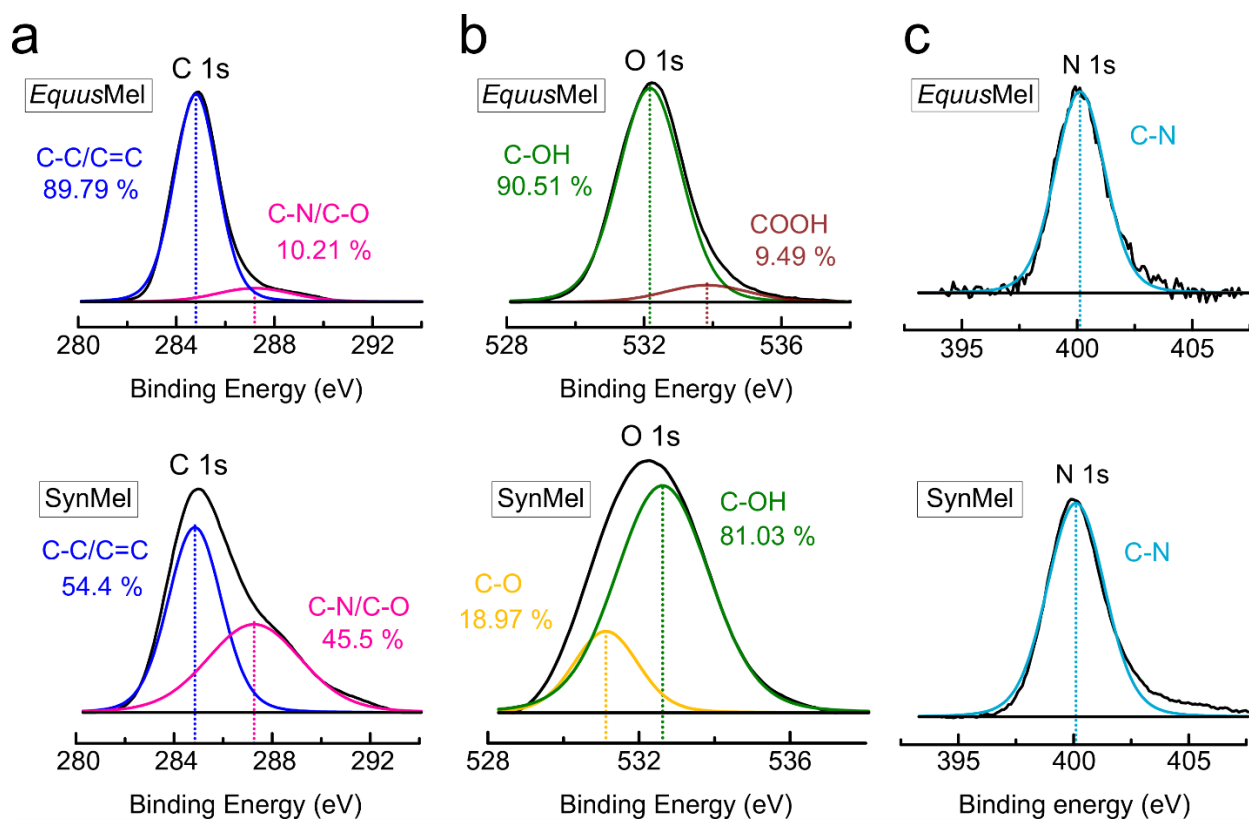 a
C 1s
EquusMel
C-C/C=C
89.79 %
C-N/C-O
10.21 %
280 284 288 292
Binding Energy (eV)
b
O 1s
EquusMel
C-OH
90.51 %
COOH
9.49 %
528 532 536
Binding Energy (eV)
c
N 1s
EquusMel
C-N
395 400 405
Binding Energy (eV)
C 1s
SynMel
C-C/C=C
54.4 %
C-N/C-O
45.5 %
280 284 288 292
Binding Energy (eV)
O 1s
SynMel
C-OH
81.03 %
C-O
18.97 %
528 532 536
Binding Energy (eV)
N 1s
SynMel
C-N
395 400 405
Binding energy (eV)